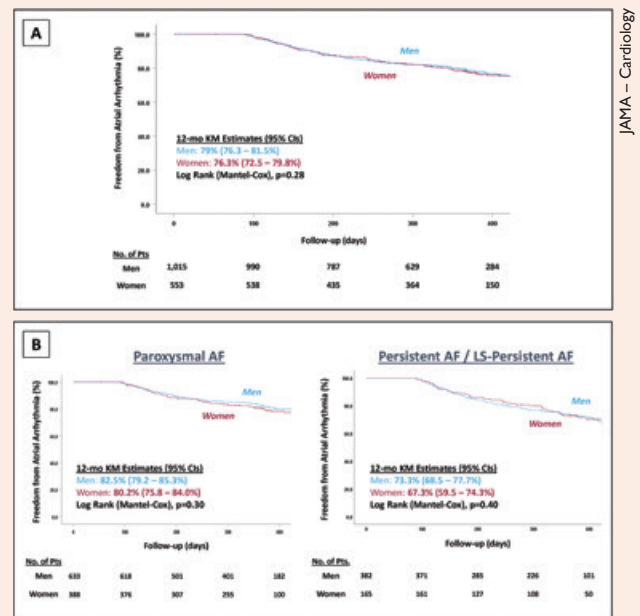 JAMA – Cardiology
A
Freedom from Atrial Arrhythmia (%)
100.0
80.0
60.0
40.0
20.0
0.0
Men
Women
12-mo KM Estimates (95% CIs)
Men: 79% (76.3 – 81.5%)
Women: 76.3% (72.5 – 79.8%)
Log Rank (Mantel-Cox), p=0.28
0 100 200 300 400
Follow-up (days)
No. of Pts
Men 1,015 990 787 629 284
Women 553 538 435 364 150
B
Paroxysmal AF
Freedom from Atrial Arrhythmia (%)
Men
Women
12-mo KM Estimates (95% CIs)
Men: 82.5% (79.2 – 85.3%)
Women: 80.2% (75.8 – 84.0%)
Log Rank (Mantel-Cox), p=0.30
Follow-up (days)
No. of Pts
Men 633 618 501 401 182
Women 388 376 307 255 100
Persistent AF / LS-Persistent AF
Freedom from Atrial Arrhythmia (%)
Men
Women
12-mo KM Estimates (95% CIs)
Men: 73.3% (68.5 – 77.7%)
Women: 67.3% (59.5 – 74.3%)
Log Rank (Mantel-Cox), p=0.40
Follow-up (days)
No. of Pts.
Men 382 371 285 226 101
Women 165 161 127 108 50